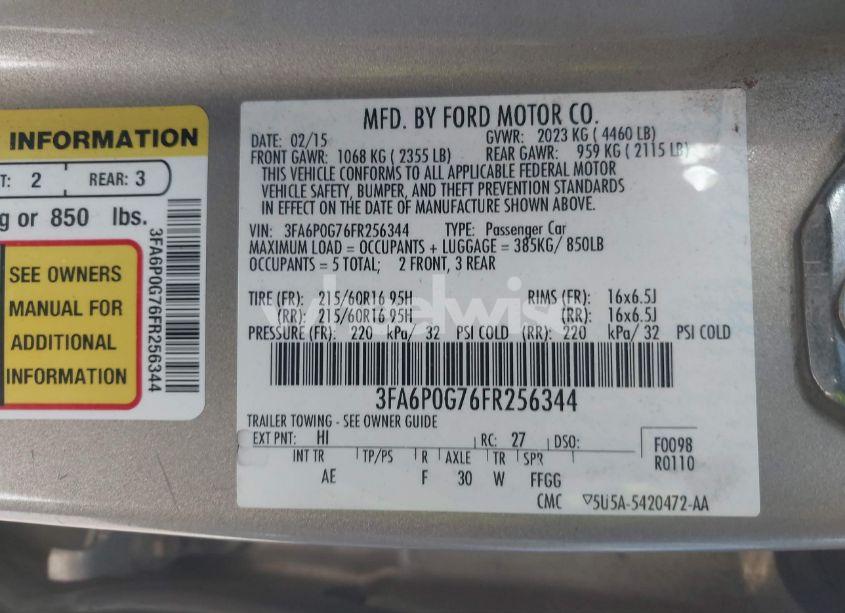 INFORMATION
T: 2 REAR: 3
g or 850 lbs.
SEE OWNERS
MANUAL FOR
ADDITIONAL
INFORMATION
3FA6P0G76FR256344
MFD. BY FORD MOTOR CO.
DATE: 02/15 GVWR: 2023 KG ( 4460 LB)
FRONT GAWR: 1068 KG ( 2355 LB) REAR GAWR: 959 KG ( 2115 LB)
THIS VEHICLE CONFORMS TO ALL APPLICABLE FEDERAL MOTOR
VEHICLE SAFETY, BUMPER, AND THEFT PREVENTION STANDARDS
IN EFFECT ON THE DATE OF MANUFACTURE SHOWN ABOVE.
VIN: 3FA6P0G76FR256344 TYPE: Passenger Car
MAXIMUM LOAD = OCCUPANTS + LUGGAGE = 385KG/ 850LB
OCCUPANTS = 5 TOTAL; 2 FRONT, 3 REAR
TIRE (FR): 215/60R16 95H RIMS (FR): 16x6.5J
(RR): 215/60R16 95H (RR): 16x6.5J
PRESSURE (FR): 220 kPa/ 32 PSI COLD (RR): 220 kPa/ 32 PSI COLD
3FA6P0G76FR256344
TRAILER TOWING - SEE OWNER GUIDE
EXT PNT: HI RC: 27 DSO: F0098
INT TR TP/PS R AXLE TR SPR R0110
AE F 30 W FFGG
CMC ▽5U5A-5420472-AA
wheelwise